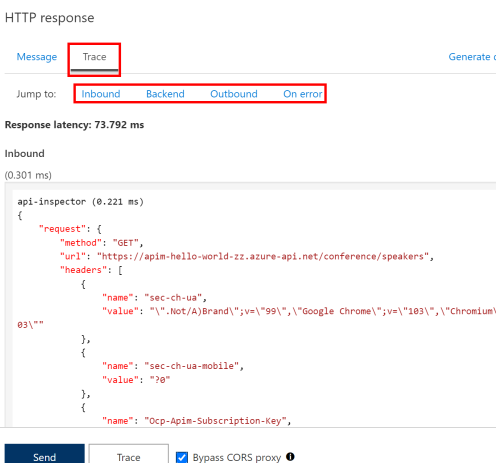 HTTP response
Message Trace Generate
Jump to: Inbound Backend Outbound On error
Response latency: 73.792 ms
Inbound
(0.301 ms)
api-inspector (0.221 ms)
{
"request": {
"method": "GET",
"url": "https://apim-hello-world-zz.azure-api.net/conference/speakers",
"headers": [
{
"name": "sec-ch-ua",
"value": "\".Not/A)Brand\";v=\"99\",\"Google Chrome\";v=\"103\",\"Chromium\
03\""
},
{
"name": "sec-ch-ua-mobile",
"value": "?0"
},
{
"name": "Ocp-Apim-Subscription-Key",
Send Trace Bypass CORS proxy